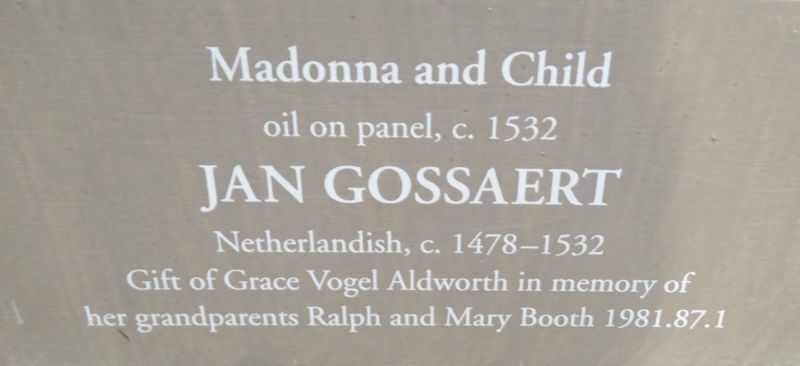 Madonna and Child
oil on panel, c. 1532
JAN GOSSAERT
Netherlandish, c. 1478–1532
Gift of Grace Vogel Aldworth in memory of
her grandparents Ralph and Mary Booth 1981.87.1